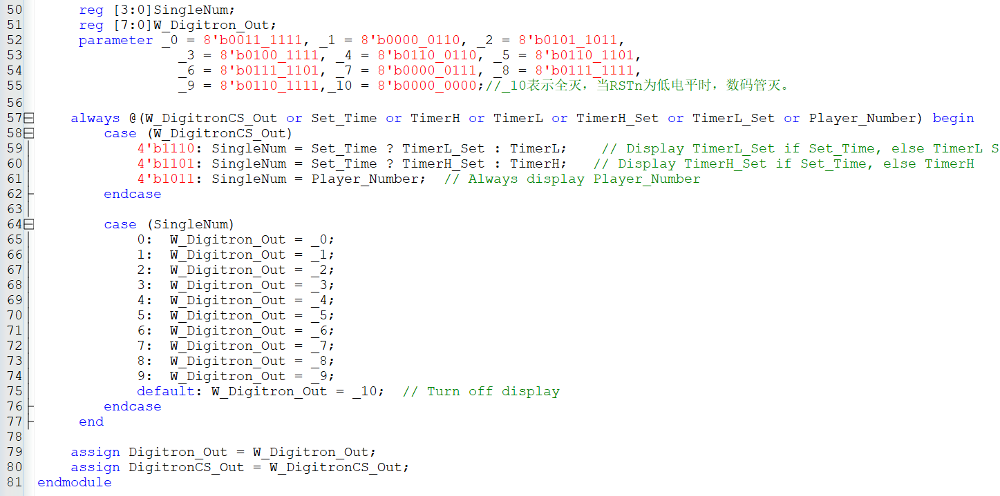 50 reg [3:0]SingleNum;
51 reg [7:0]W_Digitron_Out;
52 parameter _0 = 8'b0011_1111, _1 = 8'b0000_0110, _2 = 8'b0101_1011,
53 _3 = 8'b0100_1111, _4 = 8'b0110_0110, _5 = 8'b0110_1101,
54 _6 = 8'b0111_1101, _7 = 8'b0000_0111, _8 = 8'b0111_1111,
55 _9 = 8'b0110_1111,_10 = 8'b0000_0000;//_10表示全灭，当RSTn为低电平时，数码管灭。
56
57 always @(W_DigitronCS_Out or Set_Time or TimerH or TimerL or TimerH_Set or TimerL_Set or Player_Number) begin
58 case (W_DigitronCS_Out)
59 4'b1110: SingleNum = Set_Time ? TimerL_Set : TimerL; // Display TimerL_Set if Set_Time, else TimerL S
60 4'b1101: SingleNum = Set_Time ? TimerH_Set : TimerH; // Display TimerH_Set if Set_Time, else TimerH
61 4'b1011: SingleNum = Player_Number; // Always display Player_Number
62 endcase
63
64 case (SingleNum)
65 0: W_Digitron_Out = _0;
66 1: W_Digitron_Out = _1;
67 2: W_Digitron_Out = _2;
68 3: W_Digitron_Out = _3;
69 4: W_Digitron_Out = _4;
70 5: W_Digitron_Out = _5;
71 6: W_Digitron_Out = _6;
72 7: W_Digitron_Out = _7;
73 8: W_Digitron_Out = _8;
74 9: W_Digitron_Out = _9;
75 default: W_Digitron_Out = _10; // Turn off display
76 endcase
77 end
78
79 assign Digitron_Out = W_Digitron_Out;
80 assign DigitronCS_Out = W_DigitronCS_Out;
81 endmodule